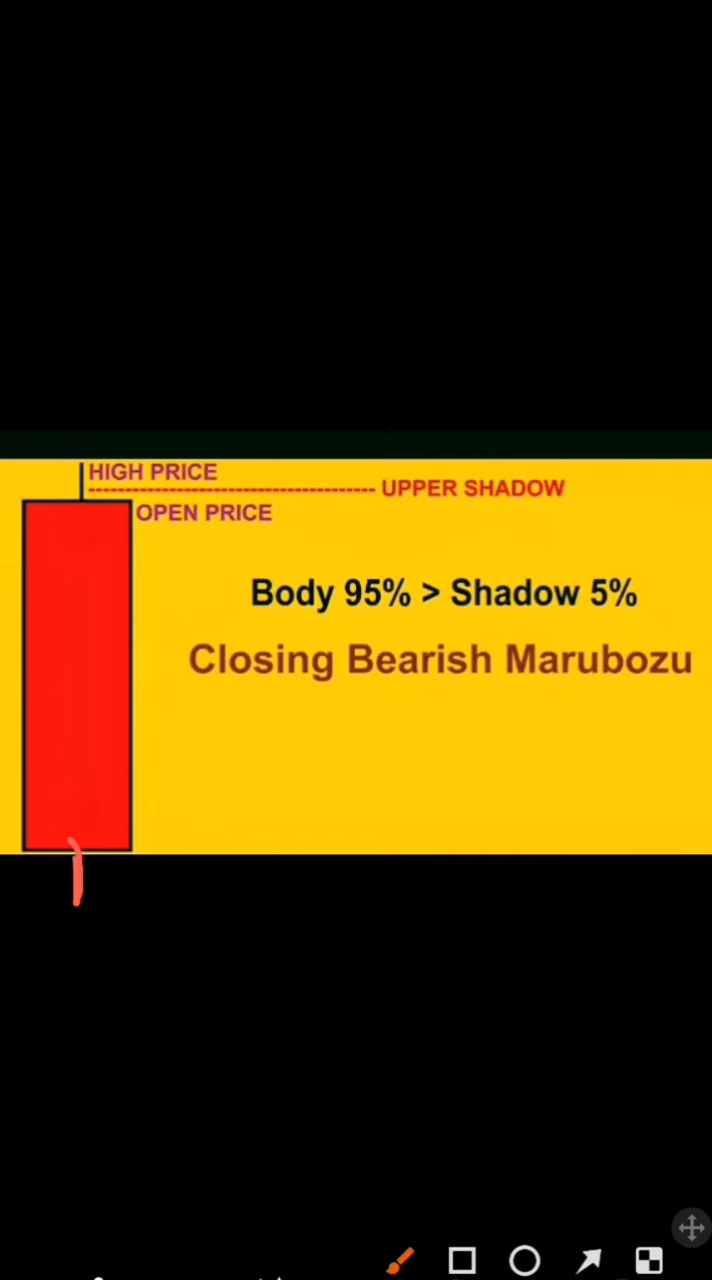 HIGH PRICE
UPPER SHADOW
OPEN PRICE
Body 95% > Shadow 5%
Closing Bearish Marubozu